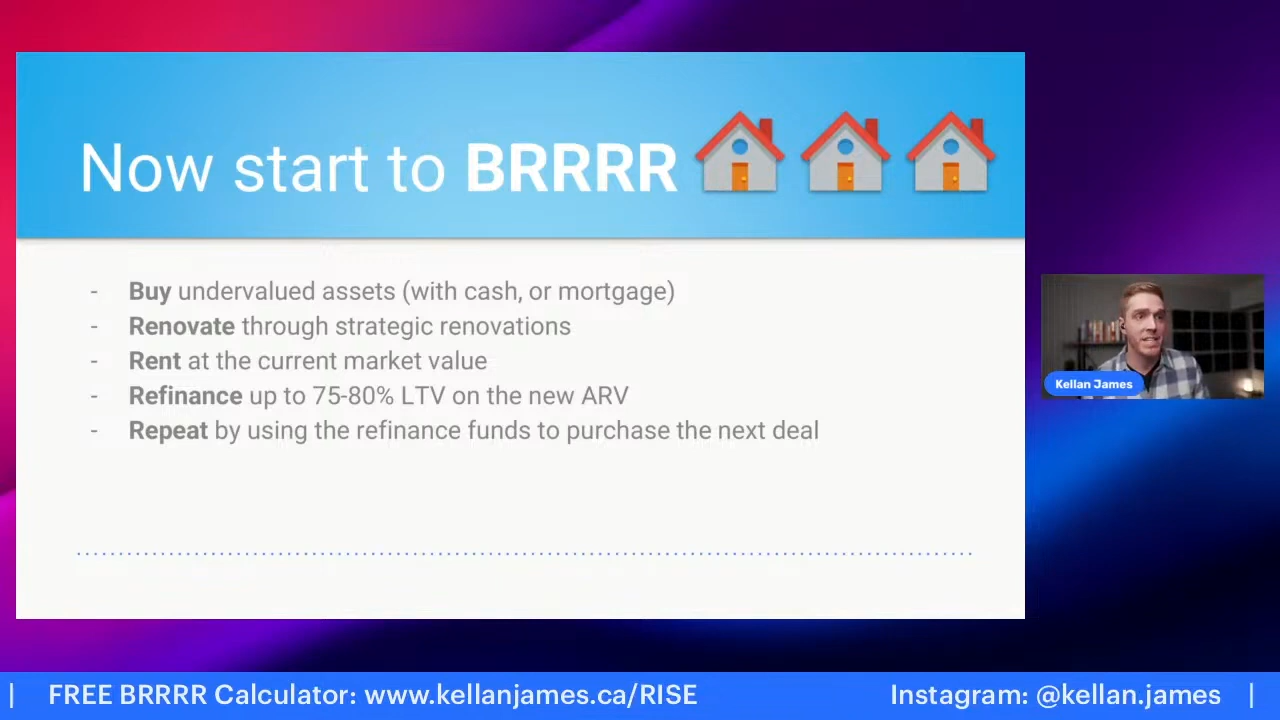 Now start to BRRRR
- Buy undervalued assets (with cash, or mortgage)
- Renovate through strategic renovations
- Rent at the current market value
- Refinance up to 75-80% LTV on the new ARV
- Repeat by using the refinance funds to purchase the next deal
Kellan James
| FREE BRRRR Calculator: www.kellanjames.ca/RISE Instagram: @kellan.james |